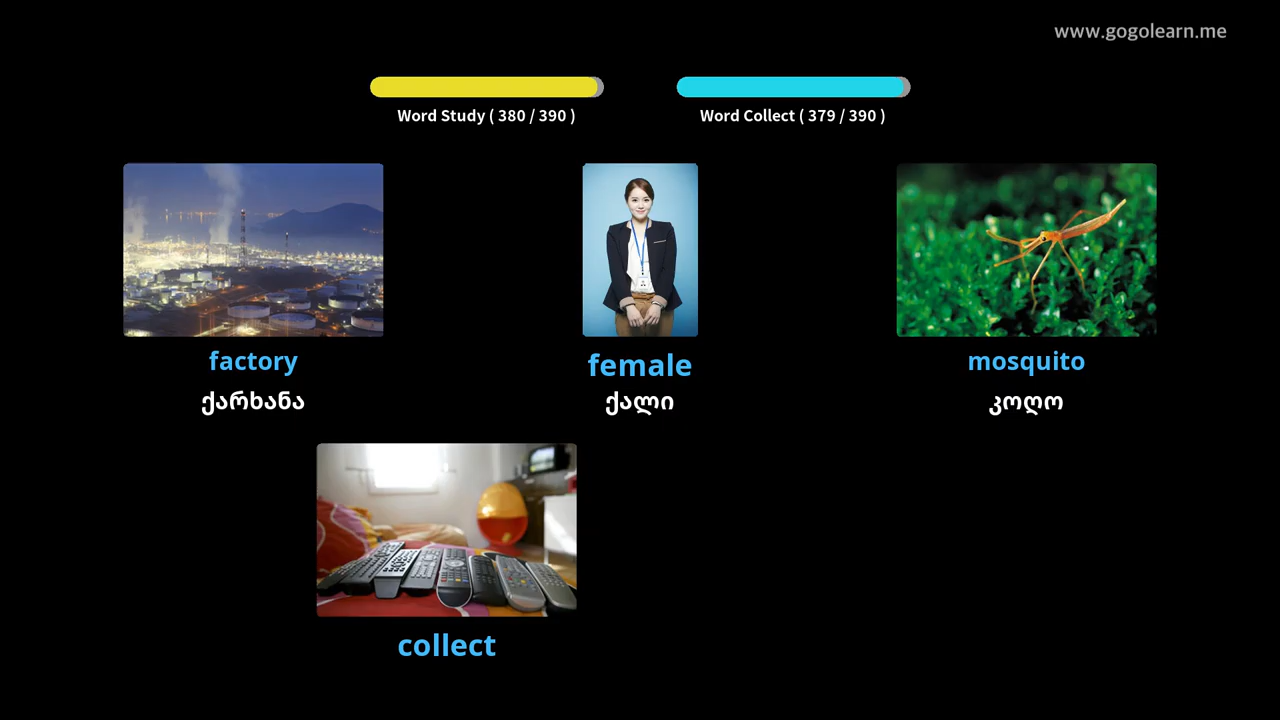 www.gogolearn.me
Word Study ( 380 / 390 )
Word Collect ( 379 / 390 )
factory
ქარხანა
female
ქალი
mosquito
კოღო
collect